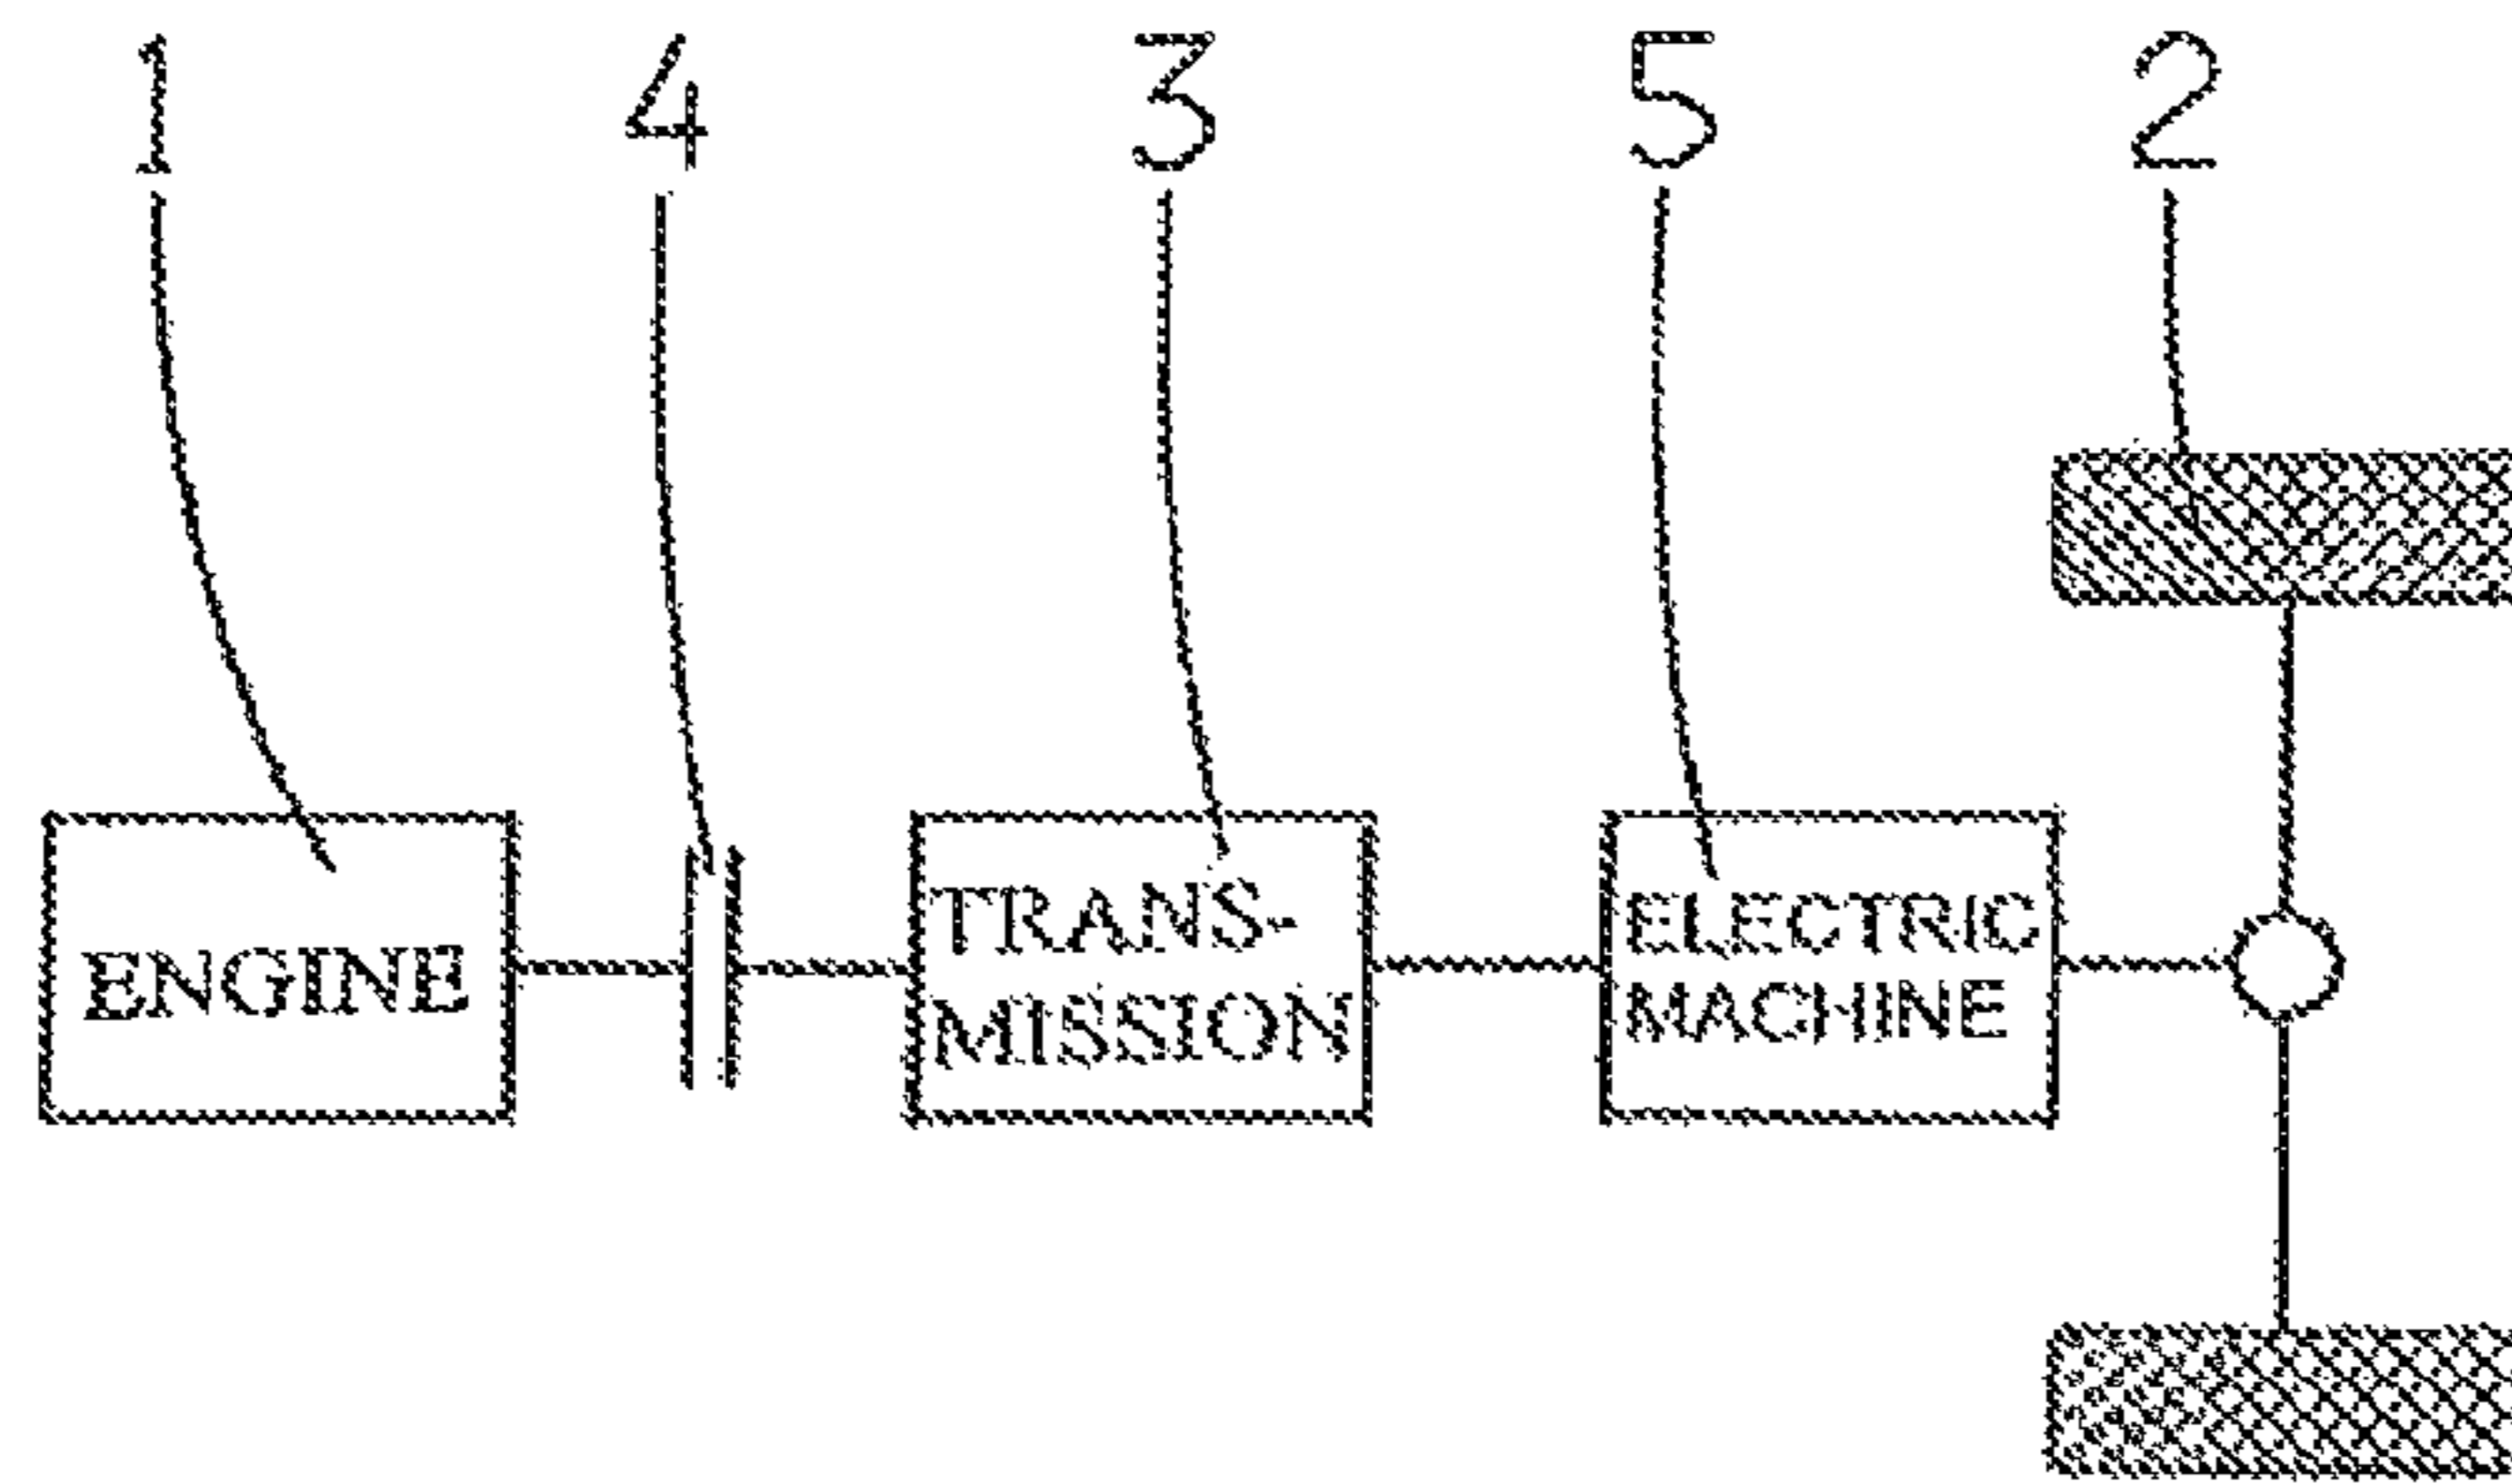 1 4 3 5 2
ENGINE
TRANS-
MISSION
ELECTRIC
MACHINE